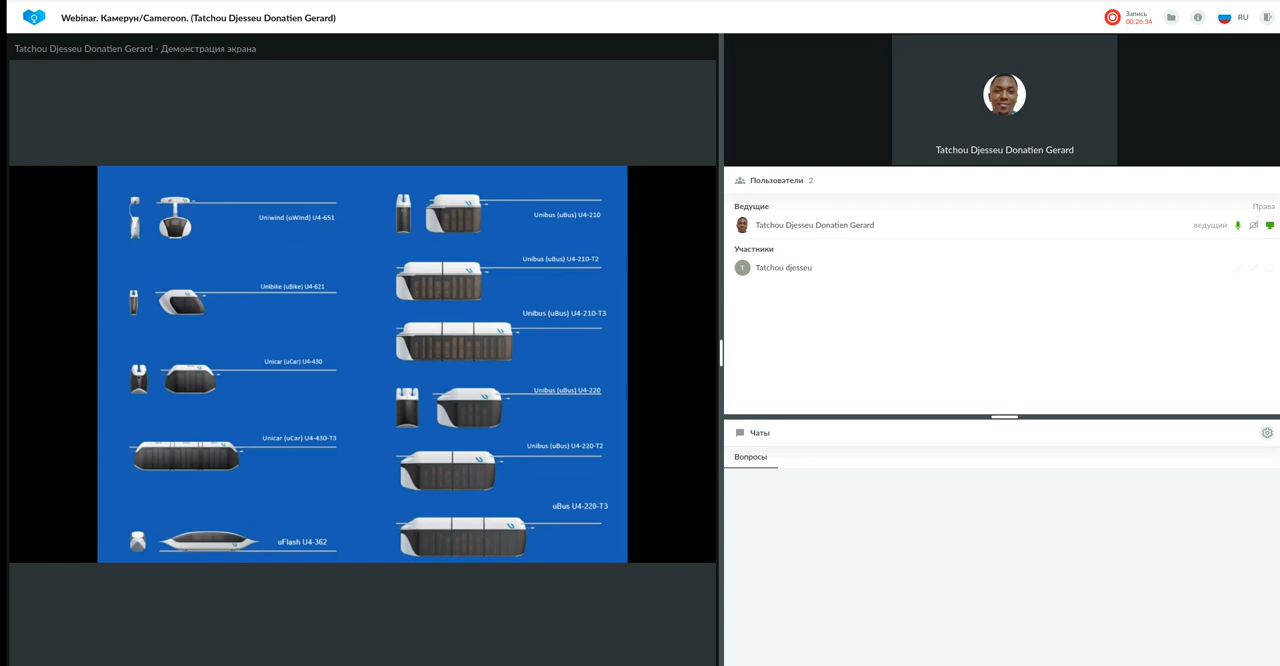 Webinar. Камерун/Cameroon. (Tatchou Djesseu Donatien Gerard)
Запись
00:26:34
RU
Tatchou Djesseu Donatien Gerard - Демонстрация экрана
Uniwind (uWind) U4-651
Unibike (uBike) U4-621
Unicar (uCar) U4-430
Unicar (uCar) U4-430-T3
uFlash U4-362
Unibus (uBus) U4-210
Unibus (uBus) U4-210-T2
Unibus (uBus) U4-210-T3
Unibus (uBus) U4-220
Unibus (uBus) U4-220-T2
uBus U4-220-T3
Tatchou Djesseu Donatien Gerard
Пользователи 2
Ведущие Права
Tatchou Djesseu Donatien Gerard ведущий
Участники
T Tatchou djesseu
Чаты
Вопросы